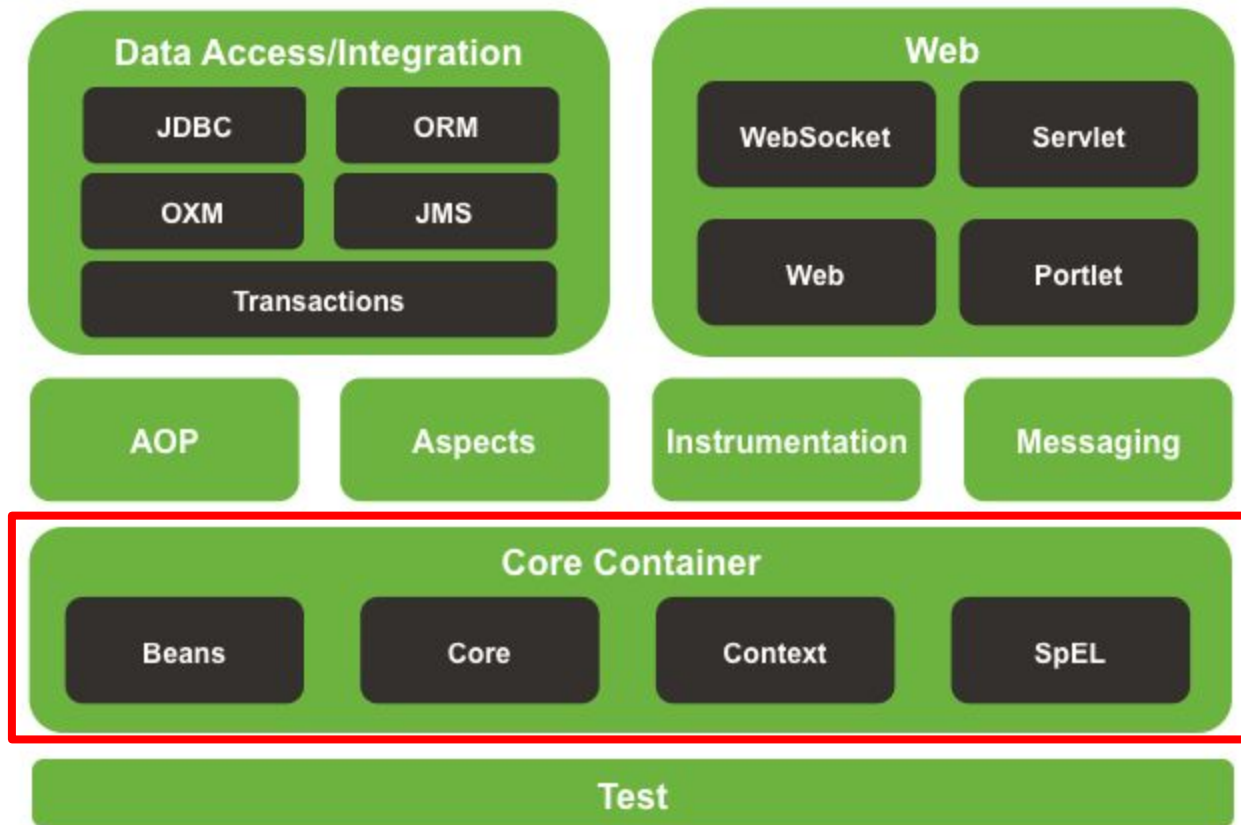 Data Access/Integration
JDBC
ORM
OXM
JMS
Transactions
Web
WebSocket
Servlet
Web
Portlet
AOP
Aspects
Instrumentation
Messaging
Core Container
Beans
Core
Context
SpEL
Test